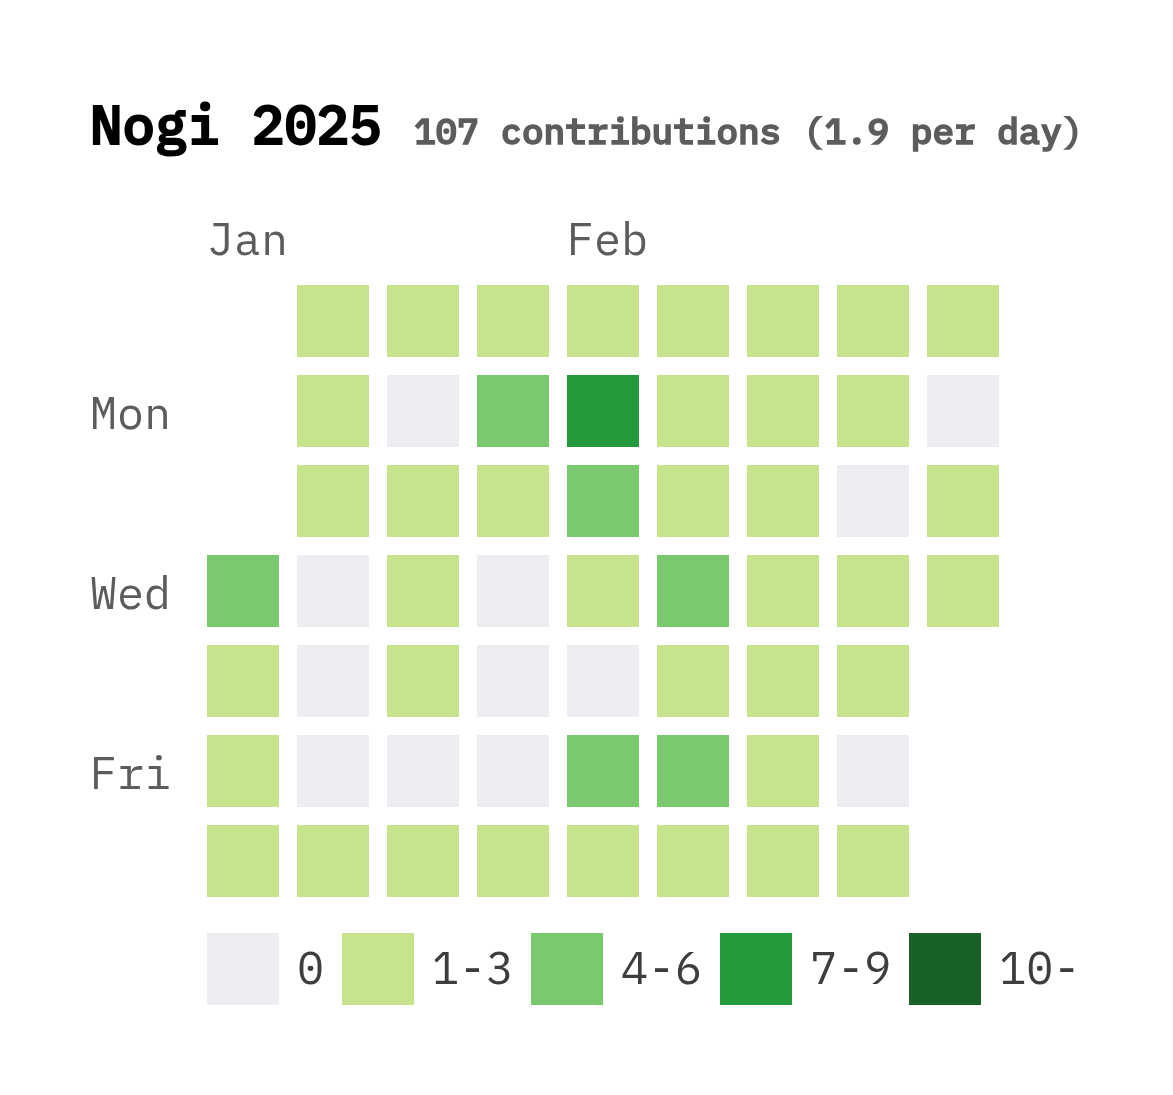 Nogi 2025 107 contributions (1.9 per day)
Jan Feb
Mon
Wed
Fri
0 1-3 4-6 7-9 10-